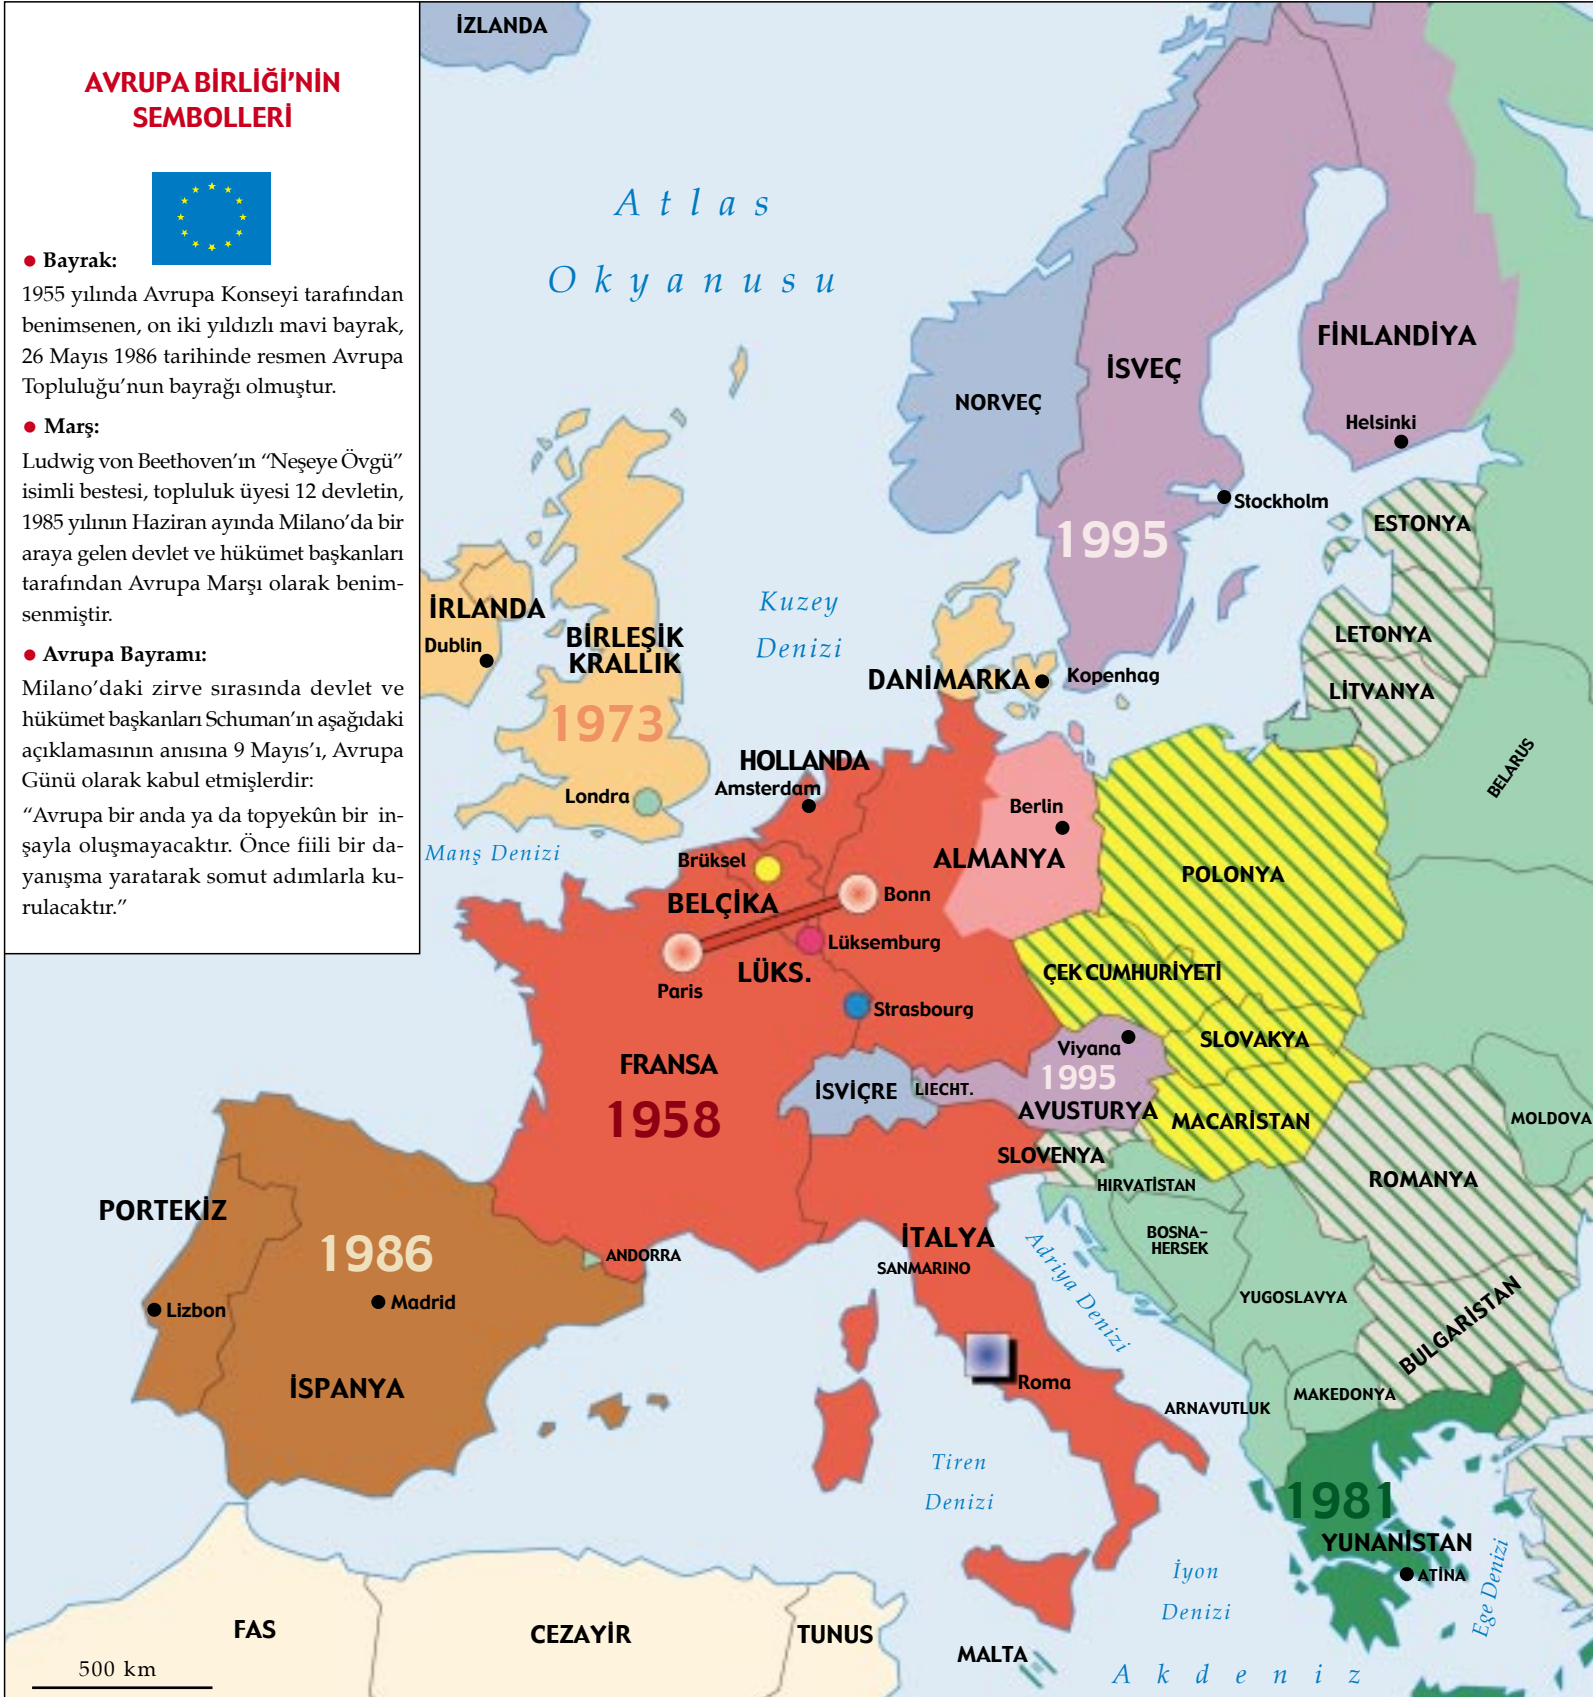 AVRUPA BİRLİĞİ'NİN
SEMBOLLERİ
• Bayrak:
1955 yılında Avrupa Konseyi tarafından
benimsenen, on iki yıldızlı mavi bayrak,
26 Mayıs 1986 tarihinde resmen Avrupa
Topluluğu'nun bayrağı olmuştur.
• Marş:
Ludwig von Beethoven'ın “Neşeye Övgü”
isimli bestesi, topluluk üyesi 12 devletin,
1985 yılının Haziran ayında Milano'da bir
araya gelen devlet ve hükümet başkanları
tarafından Avrupa Marşı olarak benim-
senmiştir.
• Avrupa Bayramı:
Milano'daki zirve sırasında devlet ve
hükümet başkanları Schuman'ın aşağıdaki
açıklamasının anısına 9 Mayıs'ı, Avrupa
Günü olarak kabul etmişlerdir:
“Avrupa bir anda ya da topyekûn bir in-
şayla oluşmayacaktır. Önce fiili bir da-
yanışma yaratarak somut adımlarla ku-
rulacaktır.”
İZLANDA
Atlas
Okyanusu
FİNLANDİYA
İSVEÇ
NORVEÇ
Helsinki
Stockholm
1995
ESTONYA
İRLANDA
Dublin
BİRLEŞİK
KRALLIK
1973
Kuzey
Denizi
LETONYA
LİTVANYA
DANİMARKA
Kopenhag
HOLLANDA
Amsterdam
Londra
Berlin
BELARUS
Manş Denizi
Brüksel
ALMANYA
POLONYA
BELÇİKA
Bonn
Lüksemburg
LÜKS.
Paris
Strasbourg
ÇEK CUMHURİYETİ
SLOVAKYA
Viyana
1995
AVUSTURYA
FRANSA
1958
İSVİÇRE
LIECHT.
MACARİSTAN
MOLDOVA
SLOVENYA
HIRVATİSTAN
ROMANYA
PORTEKİZ
1986
ANDORRA
İTALYA
SANMARINO
Adriya Denizi
BOSNA-
HERSEK
YUGOSLAVYA
BULGARİSTAN
Lizbon
Madrid
İSPANYA
Roma
ARNAVUTLUK
MAKEDONYA
Tiren
Denizi
1981
YUNANİSTAN
ATİNA
Ege Denizi
İyon
Denizi
FAS
CEZAYİR
TUNUS
MALTA
Akdeniz
500 km